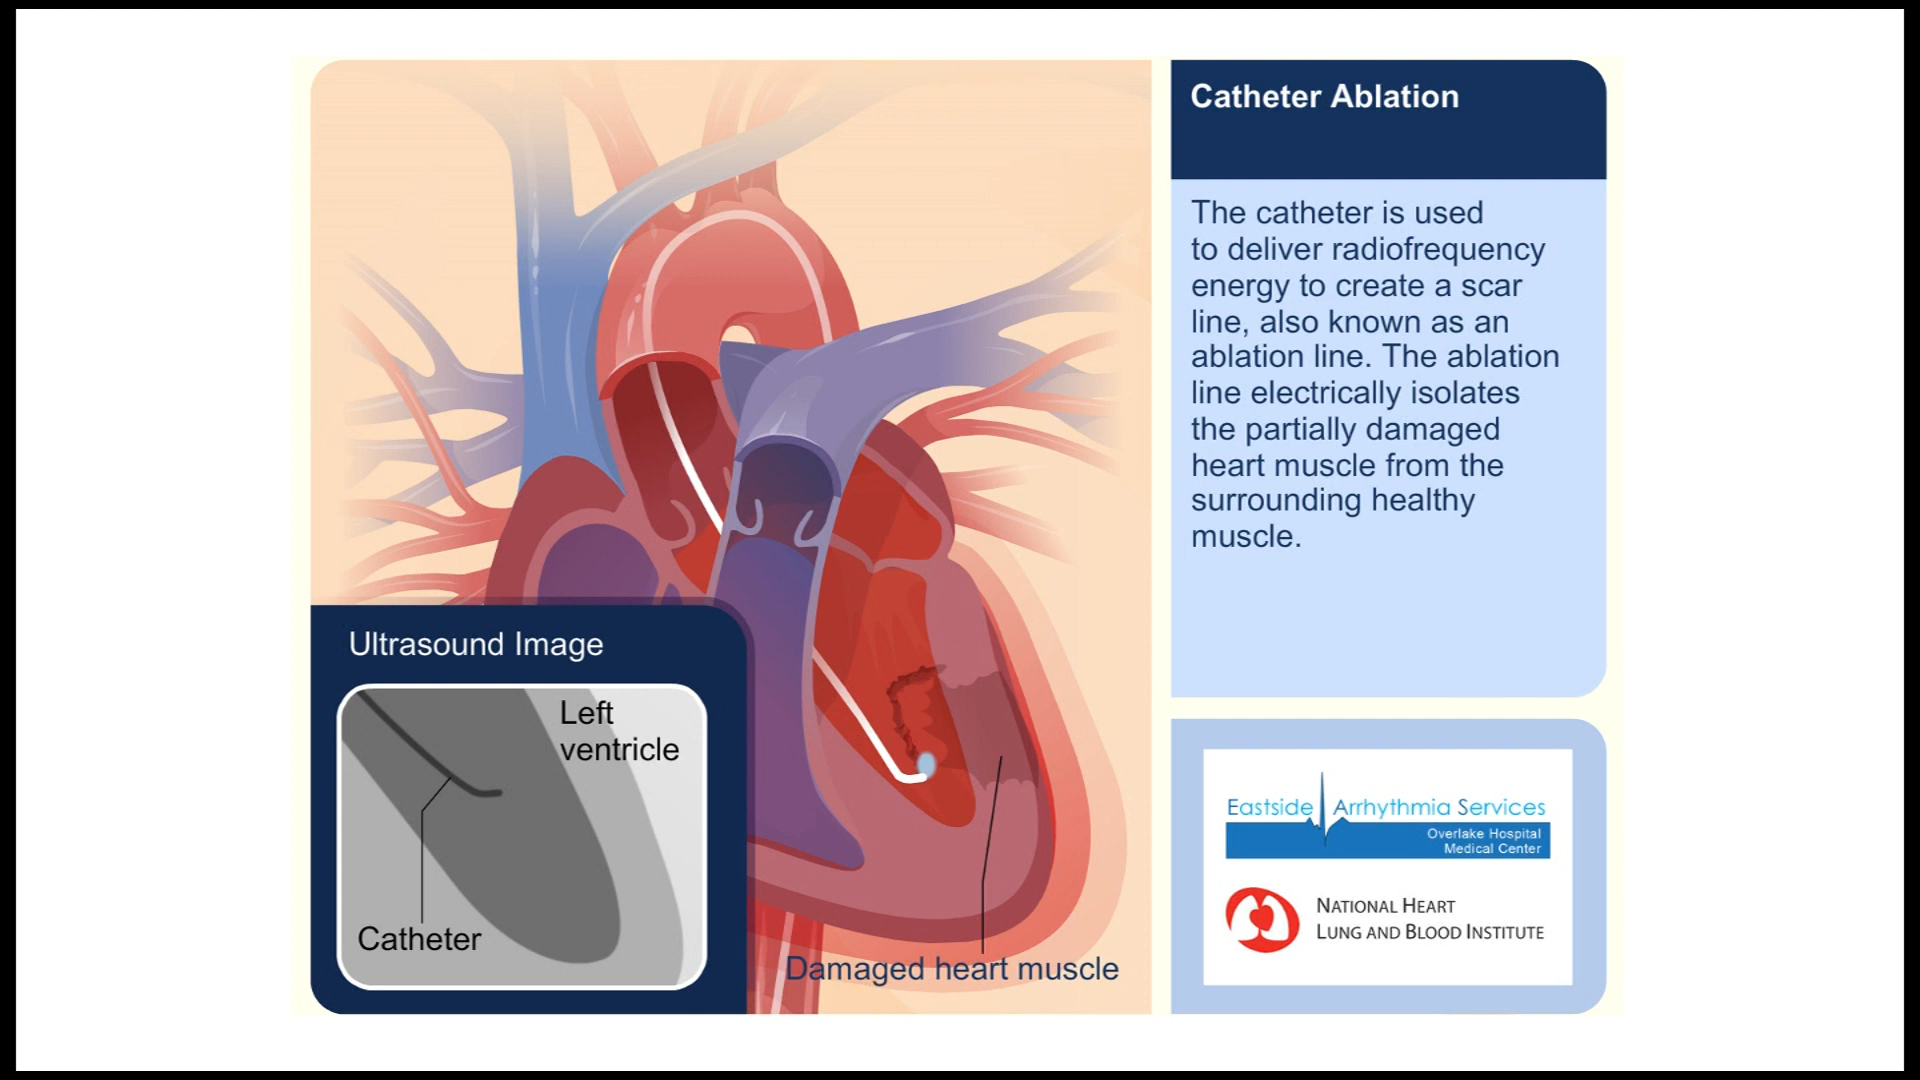 Catheter Ablation
The catheter is used
to deliver radiofrequency
energy to create a scar
line, also known as an
ablation line. The ablation
line electrically isolates
the partially damaged
heart muscle from the
surrounding healthy
muscle.
Ultrasound Image
Left
ventricle
Catheter
Damaged heart muscle
Eastside Arrhythmia Services
Overlake Hospital
Medical Center
NATIONAL HEART
LUNG AND BLOOD INSTITUTE